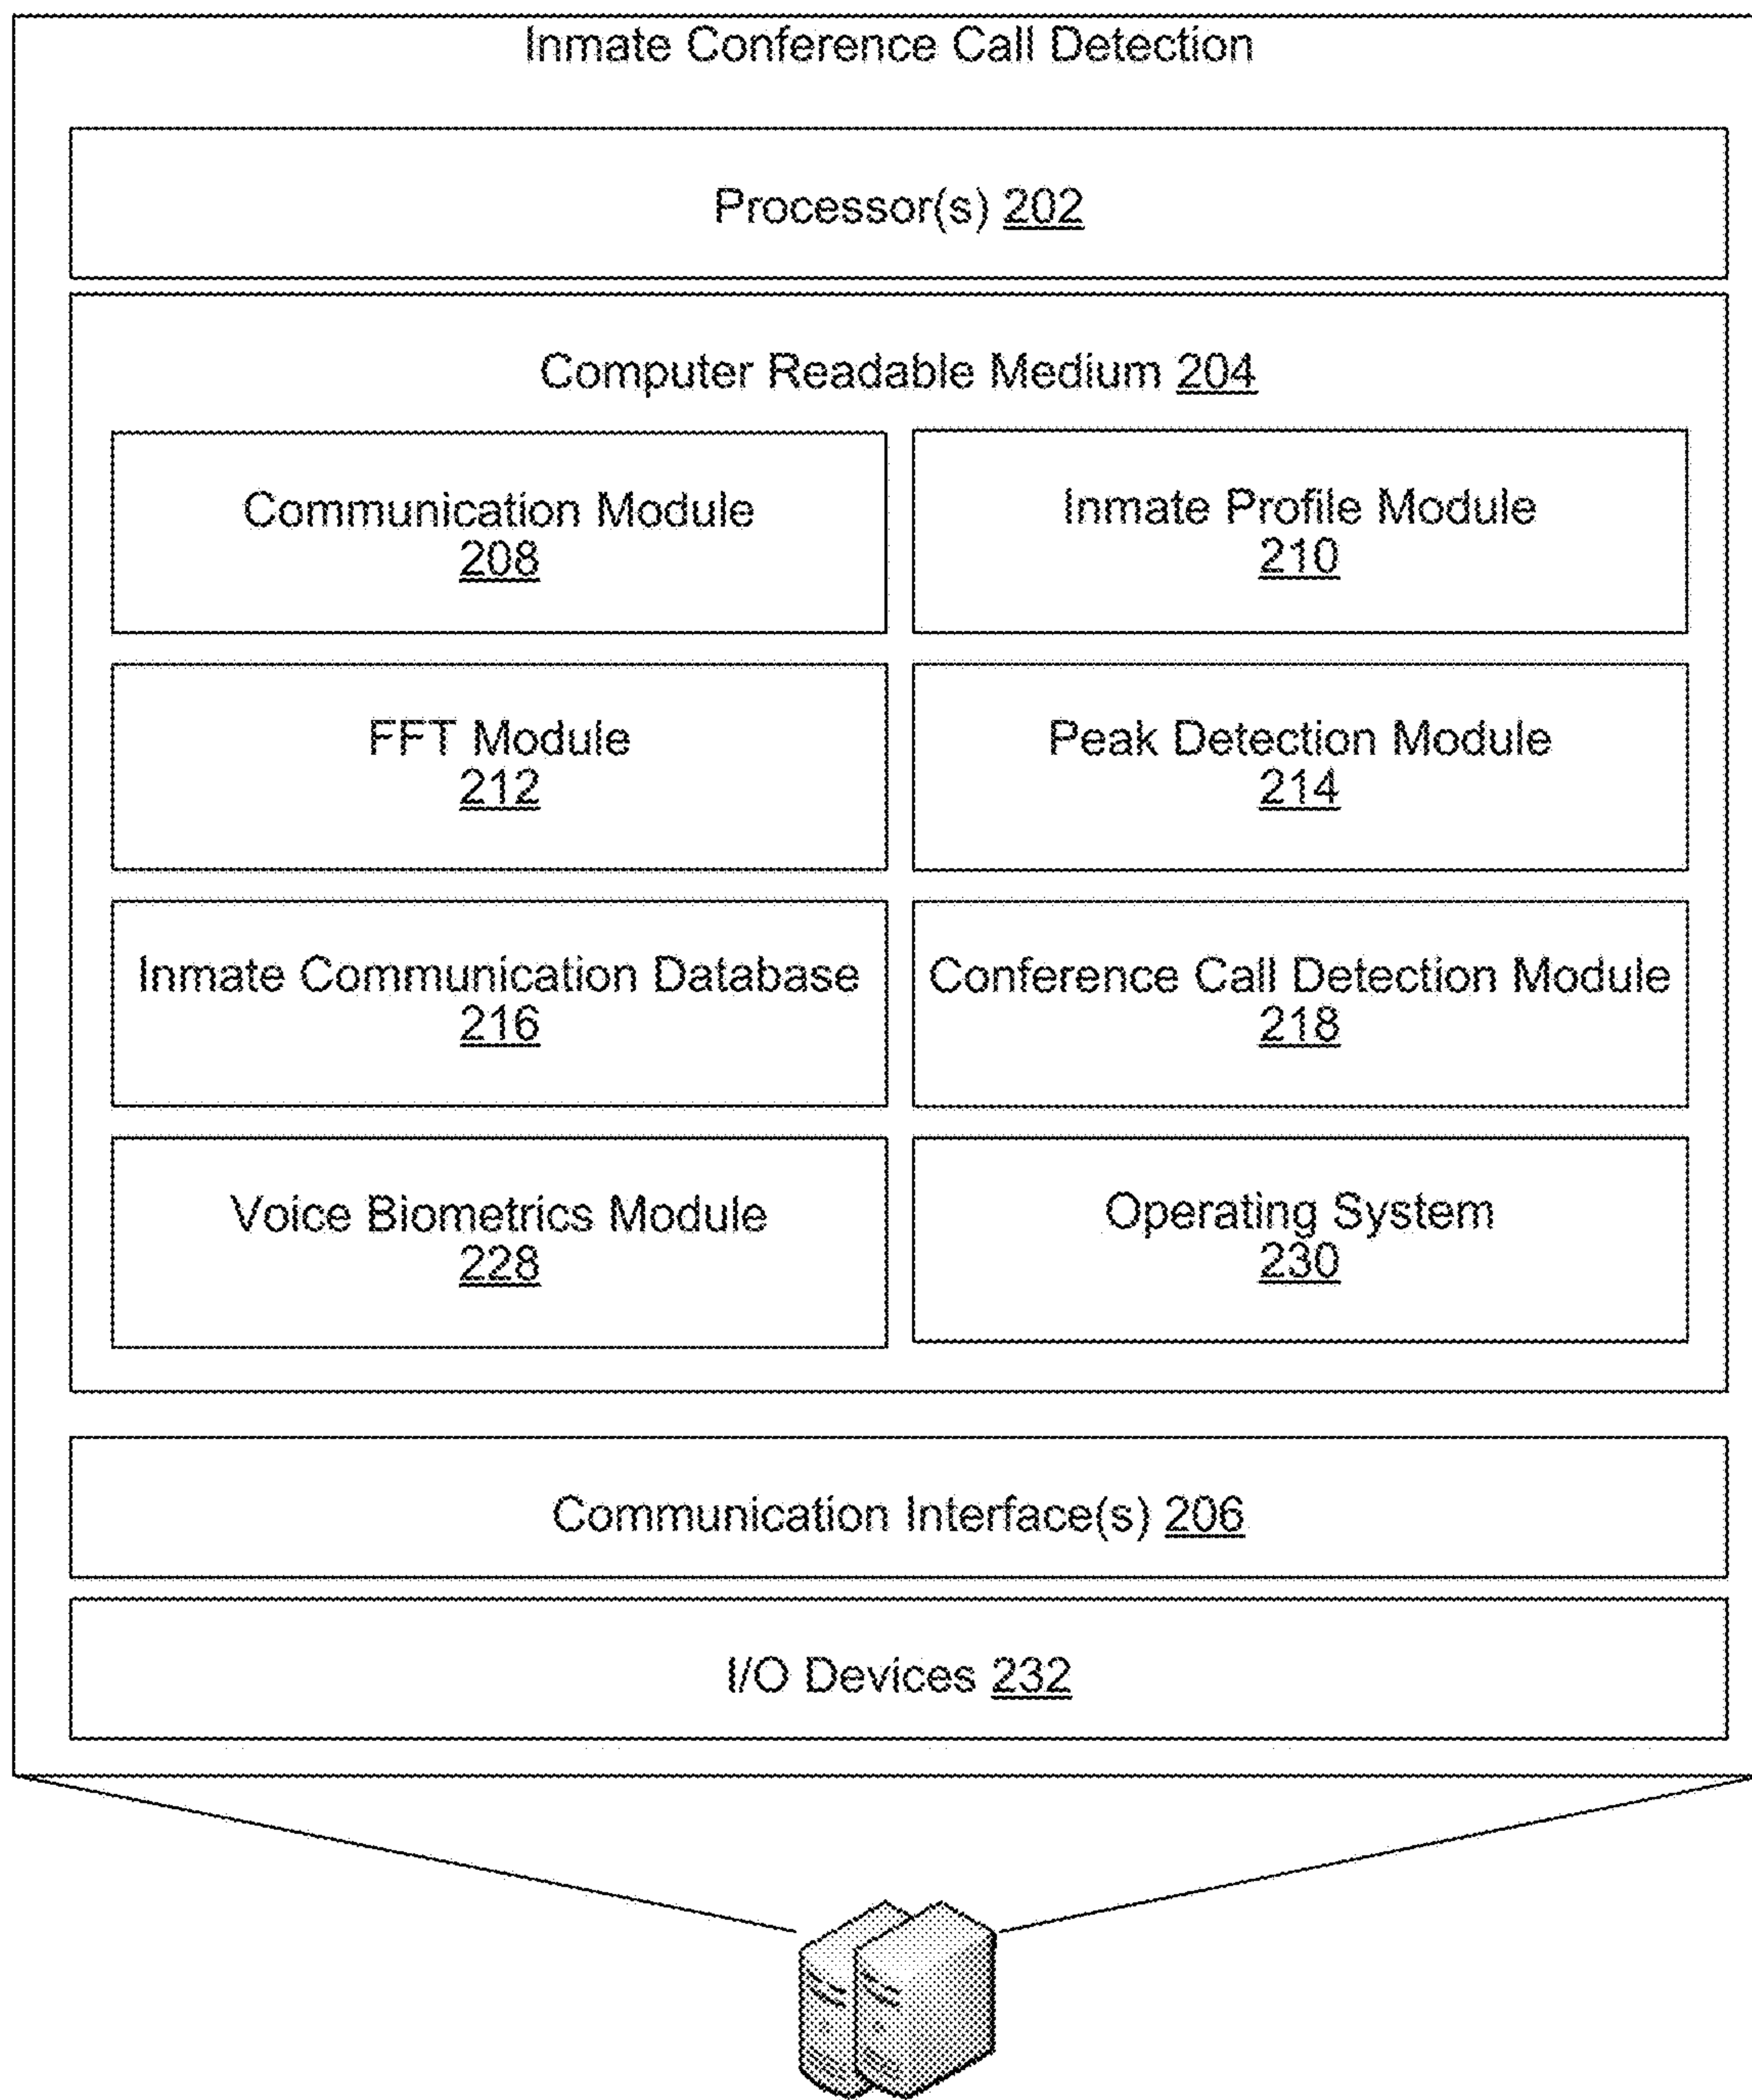 Inmate Conference Call Detection
Processor(s) 202
Computer Readable Medium 204
Communication Module
208
Inmate Profile Module
210
FFT Module
212
Peak Detection Module
214
Inmate Communication Database
216
Conference Call Detection Module
218
Voice Biometrics Module
228
Operating System
230
Communication Interface(s) 206
I/O Devices 232